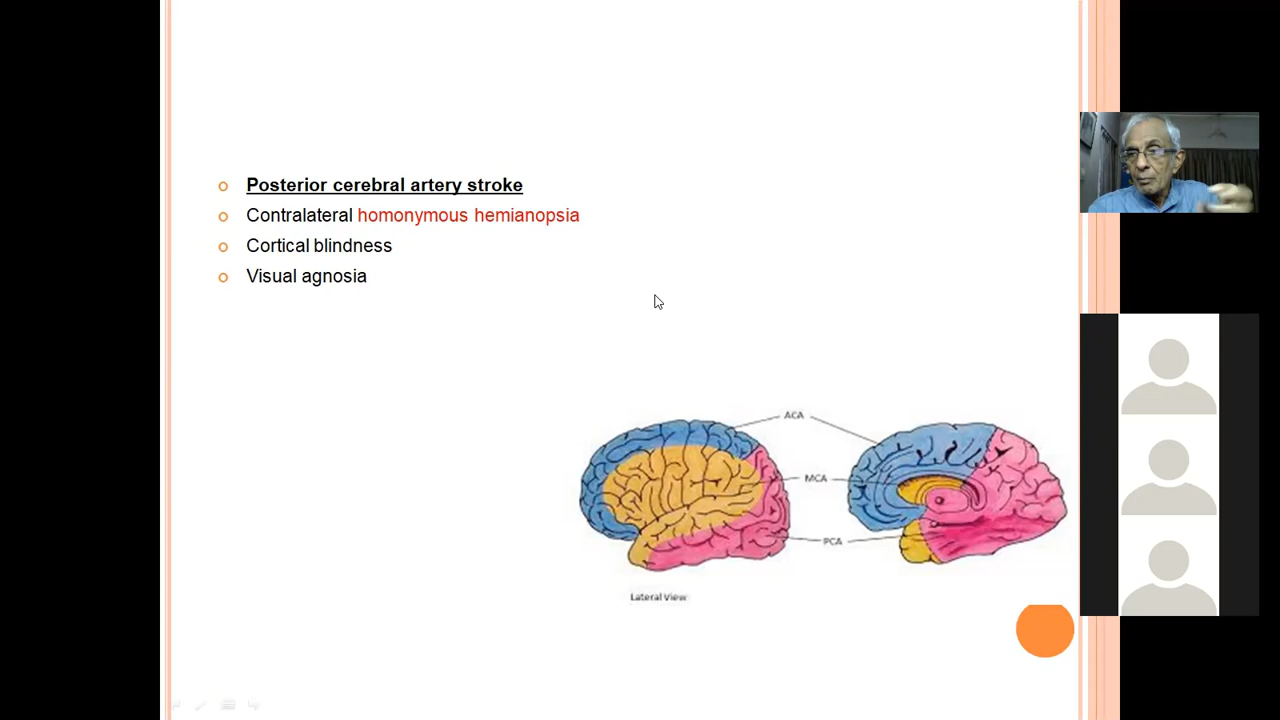 Posterior cerebral artery stroke
Contralateral homonymous hemianopsia
Cortical blindness
Visual agnosia
ACA
MCA
PCA
Lateral View